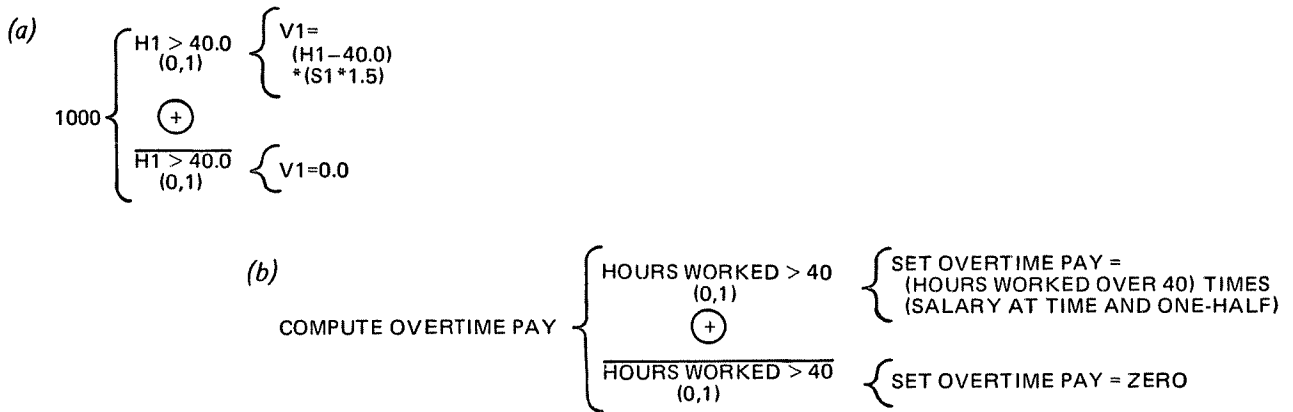 (a)
H1 > 40.0
(0,1)
V1=
(H1−40.0)
*(S1*1.5)
1000
+
H1 > 40.0
(0,1)
V1=0.0
(b)
COMPUTE OVERTIME PAY
HOURS WORKED > 40
(0,1)
SET OVERTIME PAY =
(HOURS WORKED OVER 40) TIMES
(SALARY AT TIME AND ONE-HALF)
+
HOURS WORKED > 40
(0,1)
SET OVERTIME PAY = ZERO